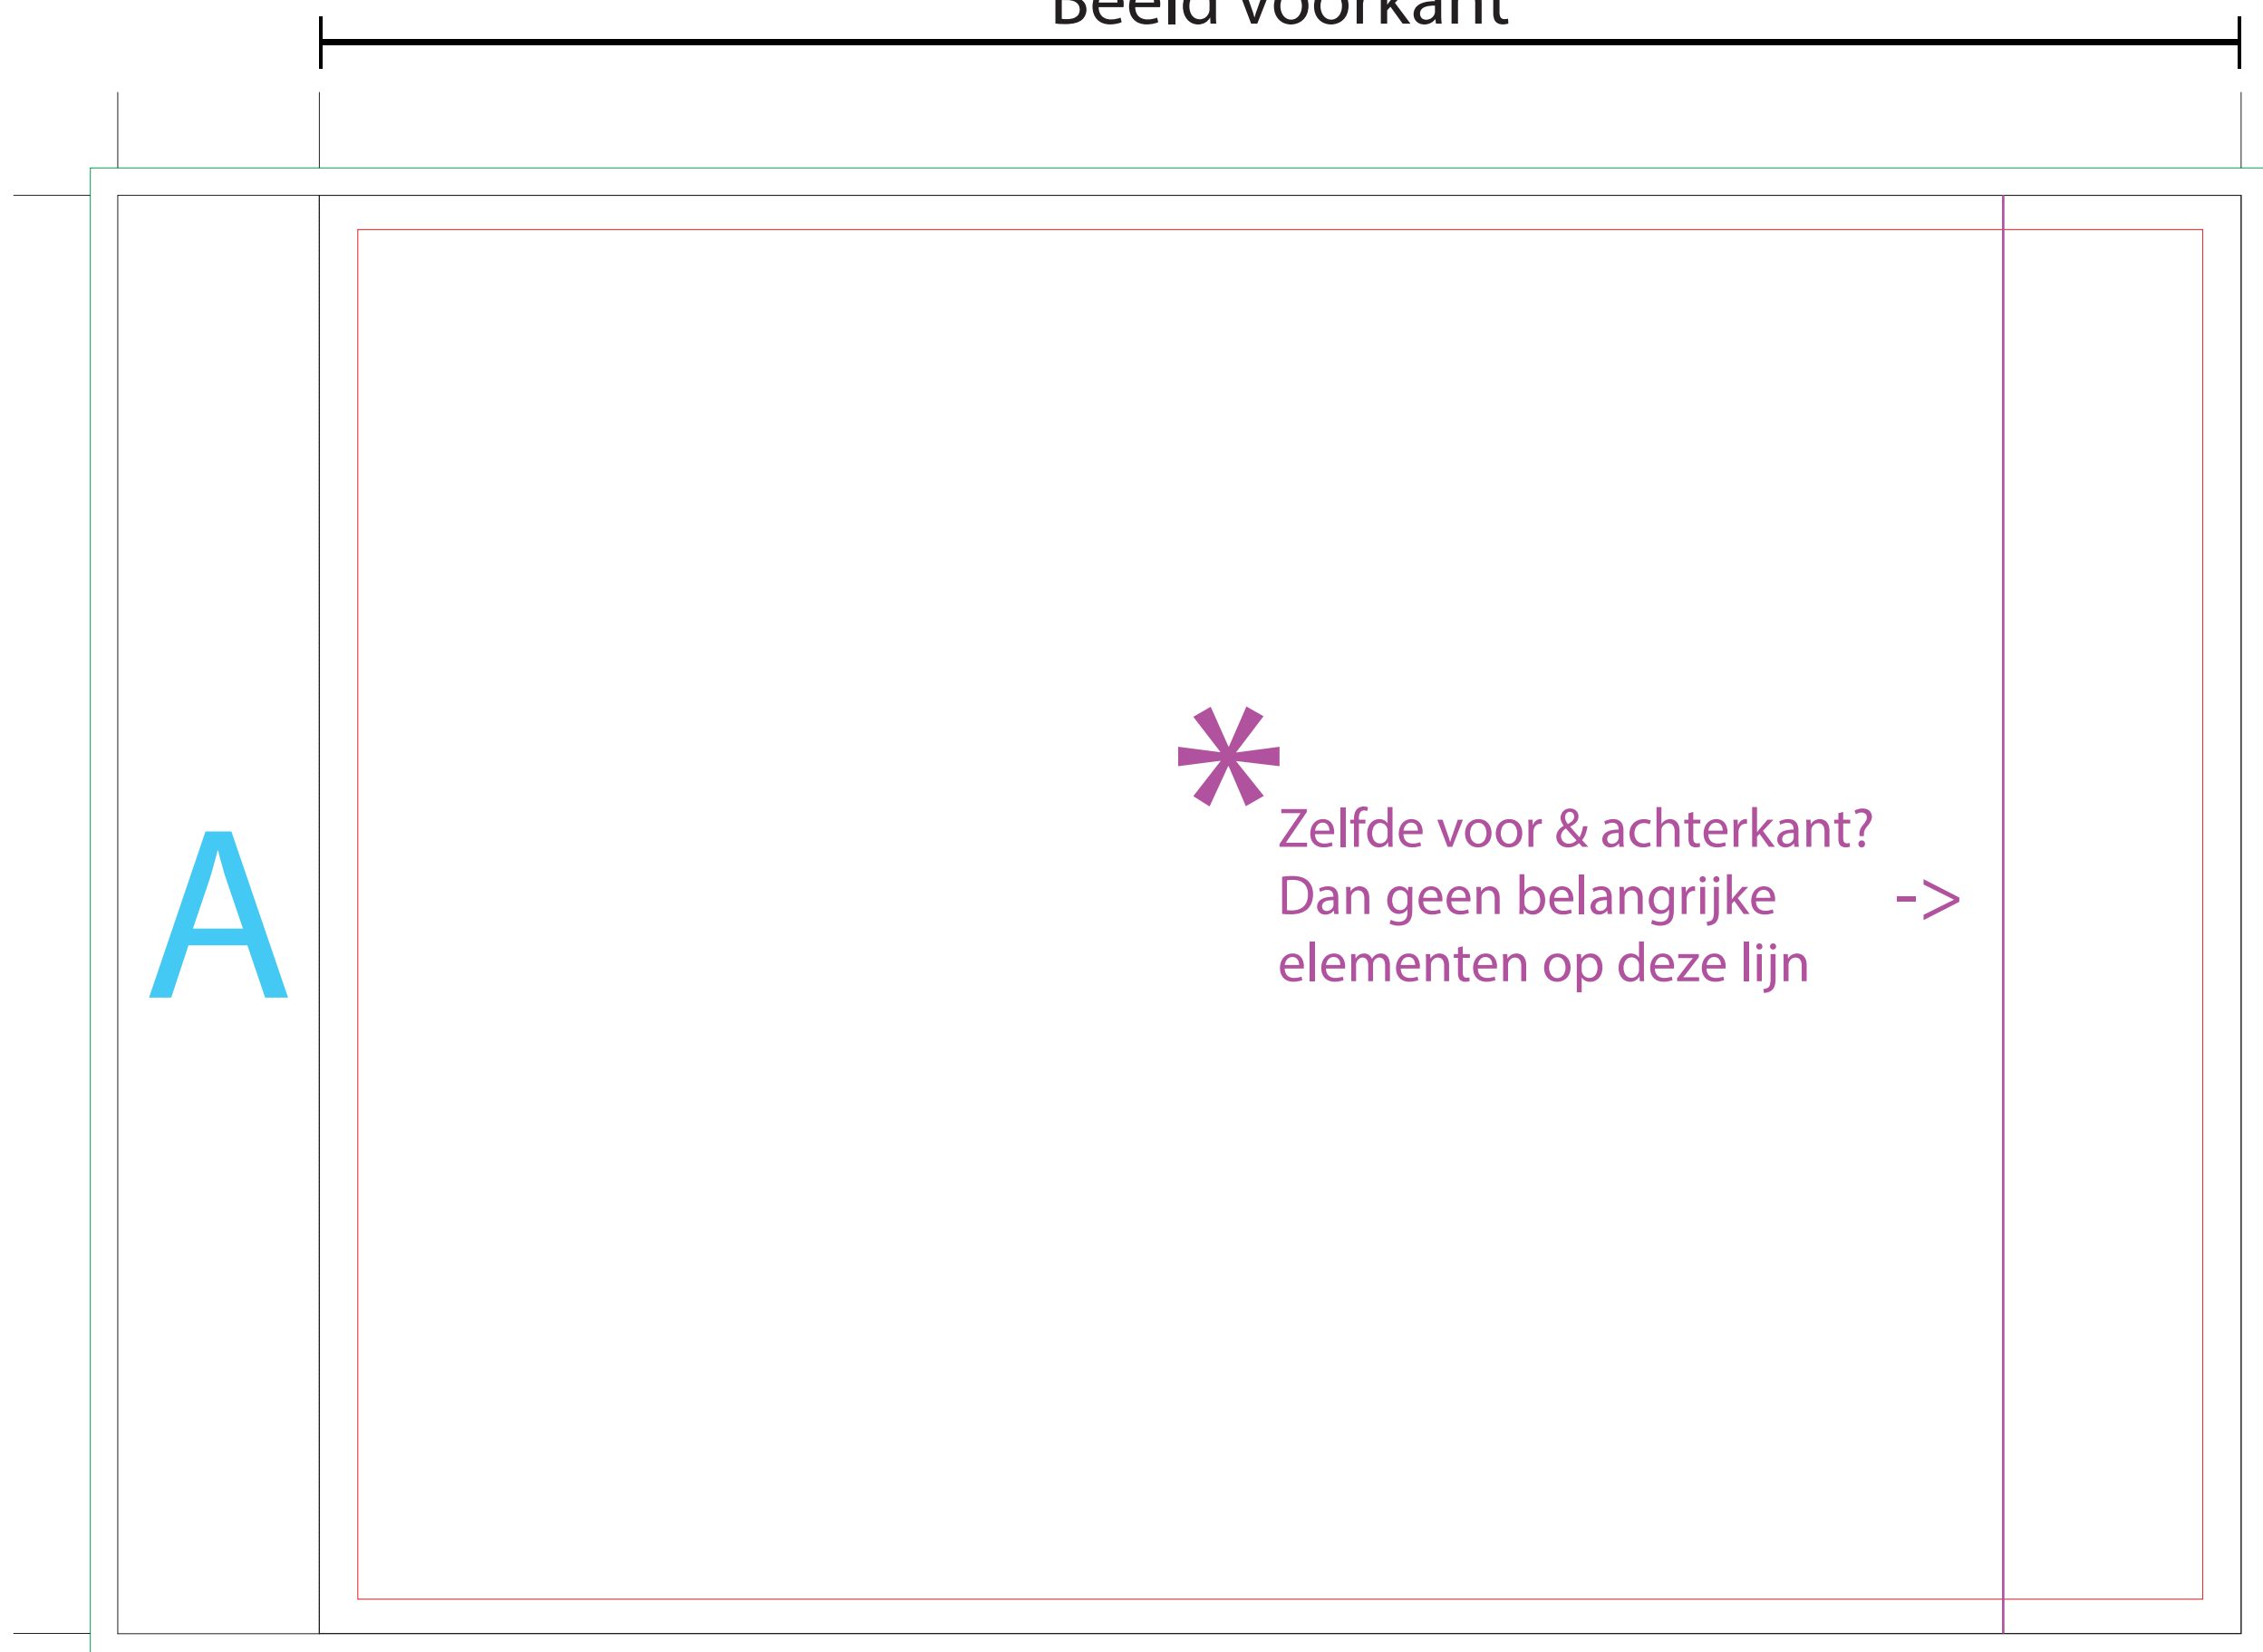 Beeld voorkant
*
Zelfde voor & achterkant?
Dan geen belangrijke ->
elementen op deze lijn
A